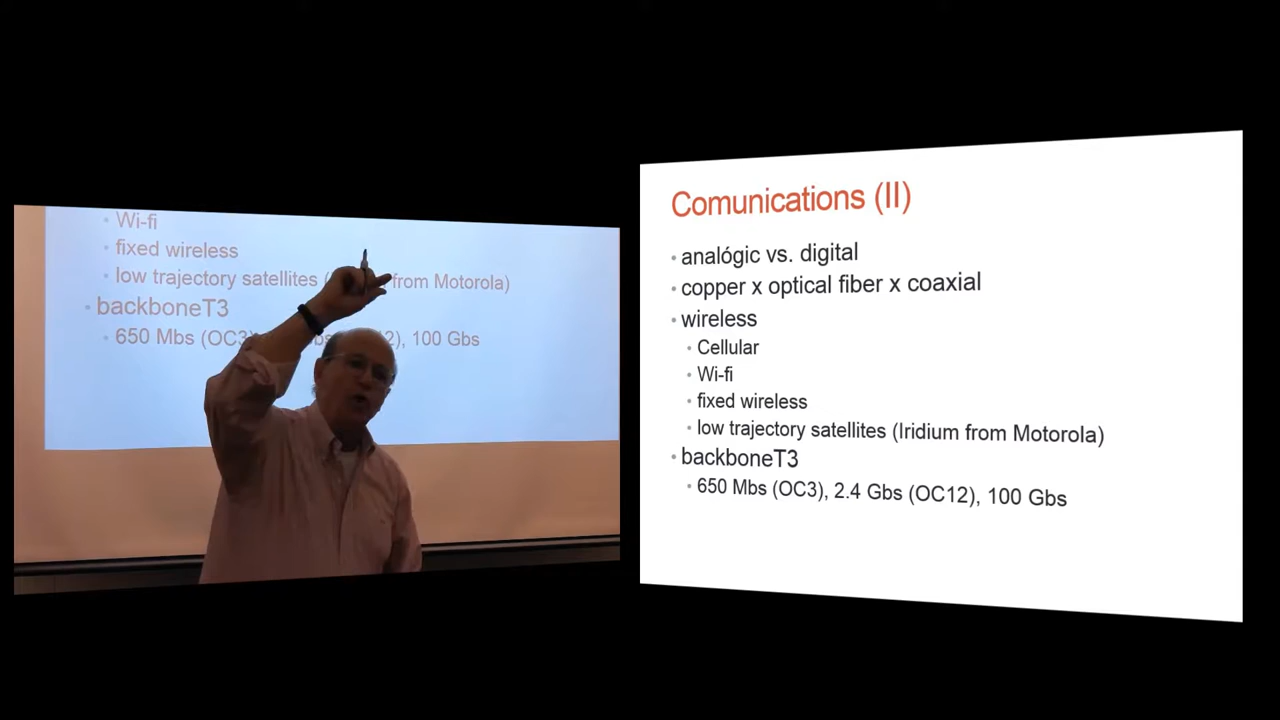 Wi-fi
fixed wireless
low trajectory satellites ( from Motorola)
backboneT3
650 Mbs (OC3 12), 100 Gbs
Comunications (II)
analógic vs. digital
copper x optical fiber x coaxial
wireless
Cellular
Wi-fi
fixed wireless
low trajectory satellites (Iridium from Motorola)
backboneT3
650 Mbs (OC3), 2.4 Gbs (OC12), 100 Gbs